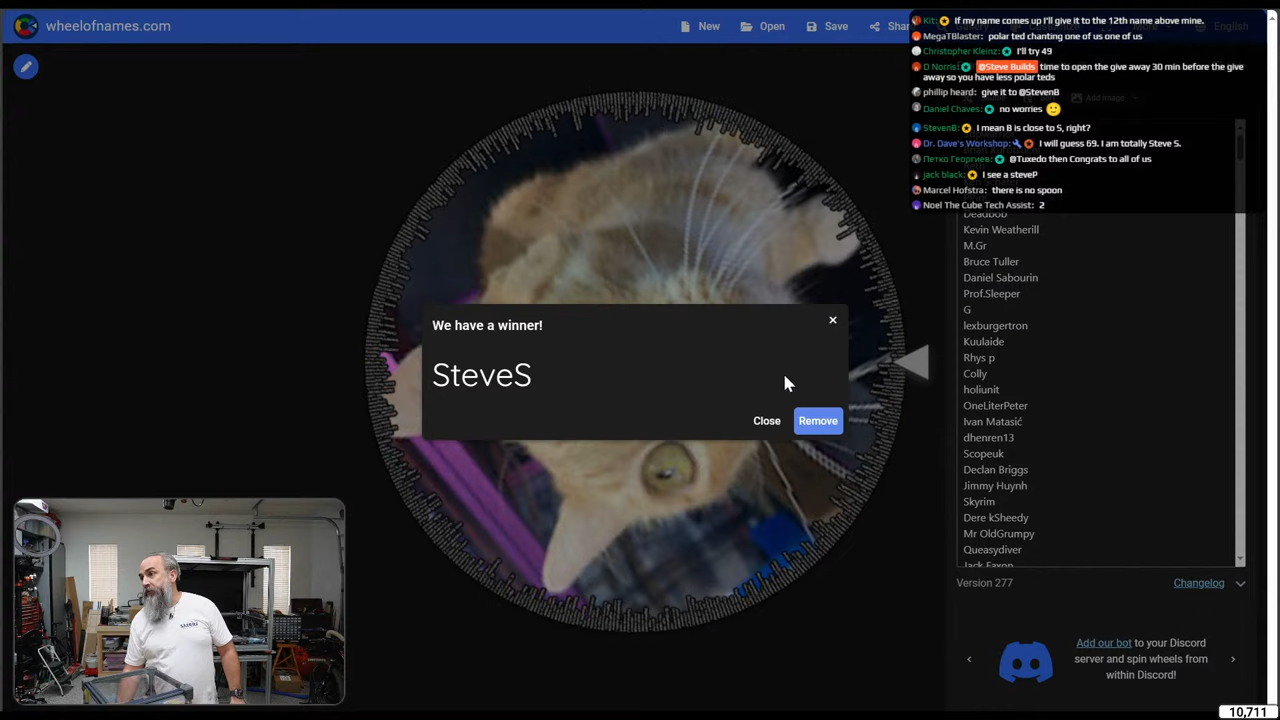 wheelofnames.com
New
Open
Save
Shar
English
Kit: If my name comes up I'll give it to the 12th name above mine.
MegaTBlaster: polar ted chanting one of us one of us
Christopher Kleinz: I'll try 49
D Norris: @Steve Builds time to open the give away 30 min before the give
away so you have less polar teds
phillip heard: give it to @StevenB
Daniel Chaves: no worries
StevenB: I mean B is close to S, right?
Dr. Dave's Workshop: I will guess 69. I am totally Steve S.
Петко Георгиев: @Tuxedo then Congrats to all of us
jack black: I see a steveP
Marcel Hofstra: there is no spoon
Noel The Cube Tech Assist: 2
Add image
Deadbob
Kevin Weatherill
M.Gr
Bruce Tuller
Daniel Sabourin
Prof.Sleeper
G
lexburgertron
Kuulaide
Rhys p
Colly
holiunit
OneLiterPeter
Ivan Matasić
dhenren13
Scopeuk
Declan Briggs
Jimmy Huynh
Skyrim
Dere kSheedy
Mr OldGrumpy
Queasydiver
Jack Faxon
We have a winner!
SteveS
Close
Remove
Version 277
Changelog
Add our bot to your Discord
server and spin wheels from
within Discord!
10,711